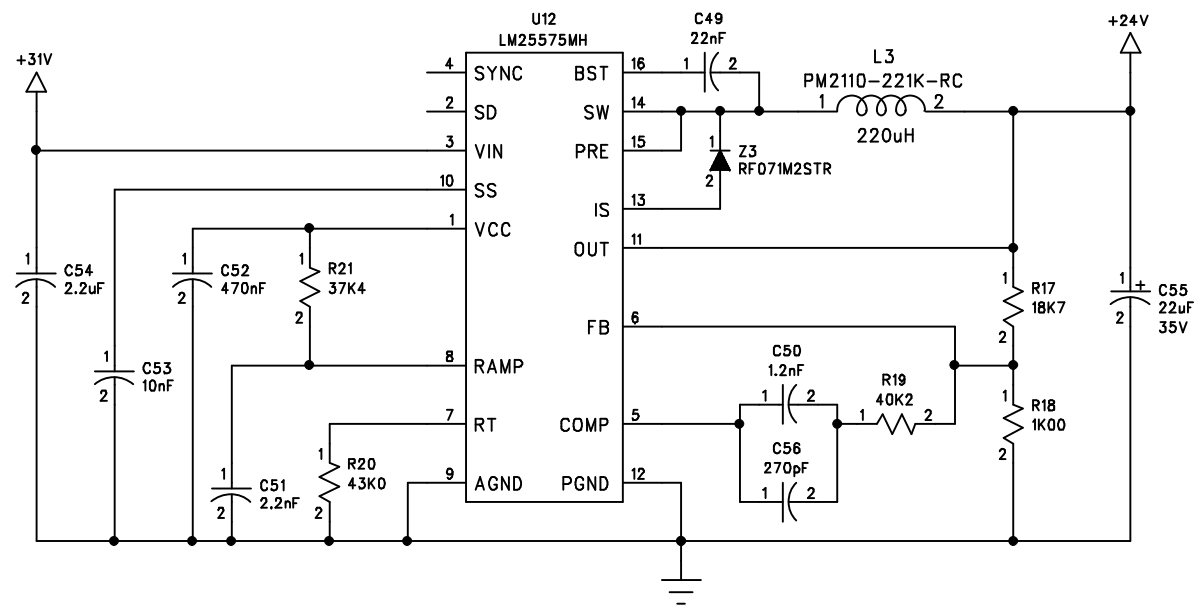 +31V
U12
LM25575MH
C49
22nF
+24V
1 2
L3
PM2110-221K-RC
1 2
220uH
4 SYNC BST 16
2 SD SW 14
3 VIN PRE 15
10 SS IS 13
1 VCC OUT 11
FB 6
8 RAMP
7 RT COMP 5
9 AGND PGND 12
1
2
Z3
RF071M2STR
1
2
C54
2.2uF
1
2
C52
470nF
1
2
R21
37K4
1
2
R17
18K7
1
2
+
C55
22uF
35V
1
2
C53
10nF
C50
1.2nF
1 2
R19
40K2
1 2
1
2
R18
1K00
C56
270pF
1 2
1
2
C51
2.2nF
1
2
R20
43K0